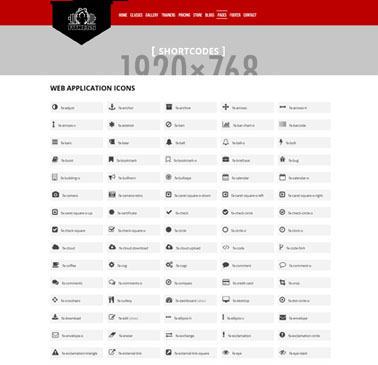 HOME CLASSES GALLERY TRAINERS PRICING STORE BLOGS PAGES FOOTER CONTACT
FITNESS
[ SHORTCODES ]
1920×768
WEB APPLICATION ICONS
fa-adjust fa-anchor fa-archive fa-arrows fa-arrows-h
fa-arrows-v fa-asterisk fa-ban fa-bar-chart-o fa-barcode
fa-bars fa-beer fa-bell fa-bell-o fa-bolt
fa-book fa-bookmark fa-bookmark-o fa-briefcase fa-bug
fa-building-o fa-bullhorn fa-bullseye fa-calendar fa-calendar-o
fa-camera fa-camera-retro fa-caret-square-o-down fa-caret-square-o-left fa-caret-square-o-right
fa-caret-square-o-up fa-certificate fa-check fa-check-circle fa-check-circle-o
fa-check-square fa-check-square-o fa-circle fa-circle-o fa-clock-o
fa-cloud fa-cloud-download fa-cloud-upload fa-code fa-code-fork
fa-coffee fa-cog fa-cogs fa-comment fa-comment-o
fa-comments fa-comments-o fa-compass fa-credit-card fa-crop
fa-crosshairs fa-cutlery fa-dashboard (alias) fa-desktop fa-dot-circle-o
fa-download fa-edit (alias) fa-ellipsis-h fa-ellipsis-v fa-envelope
fa-envelope-o fa-eraser fa-exchange fa-exclamation fa-exclamation-circle
fa-exclamation-triangle fa-external-link fa-external-link-square fa-eye fa-eye-slash